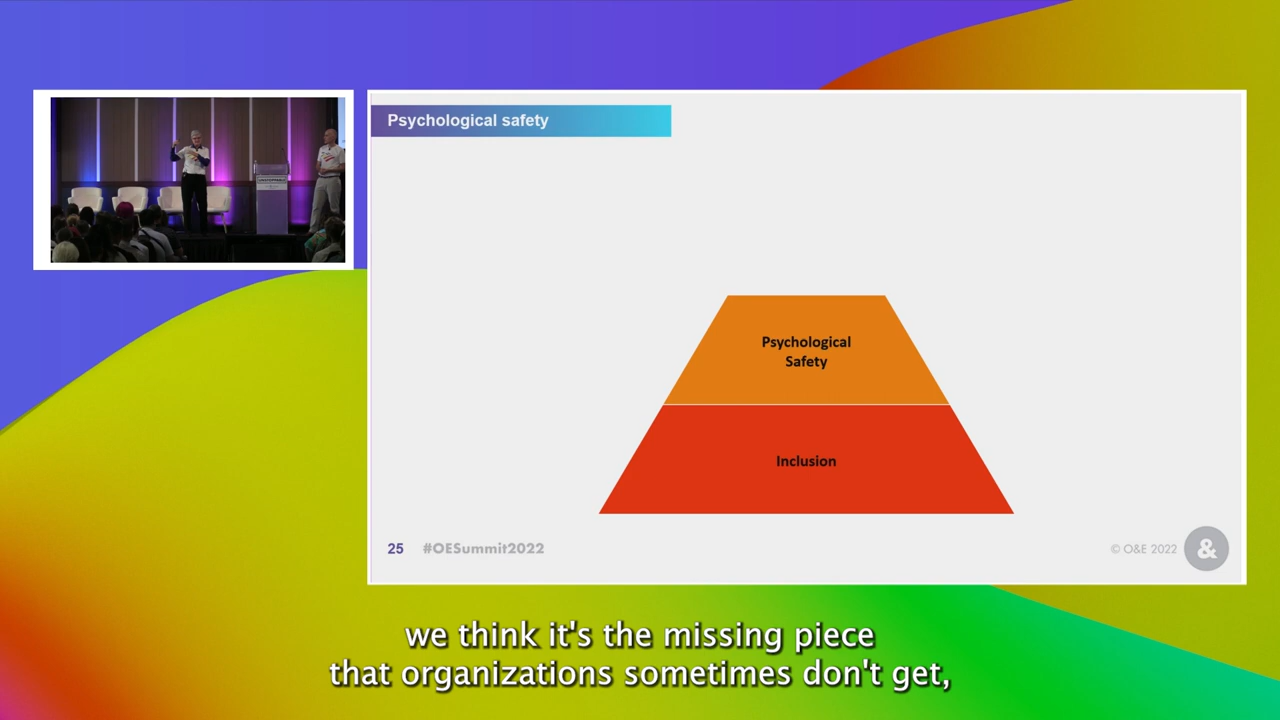 Psychological safety
Psychological
Safety
Inclusion
25
#OESummit2022
© O&E 2022
&
we think it's the missing piece
that organizations sometimes don't get,